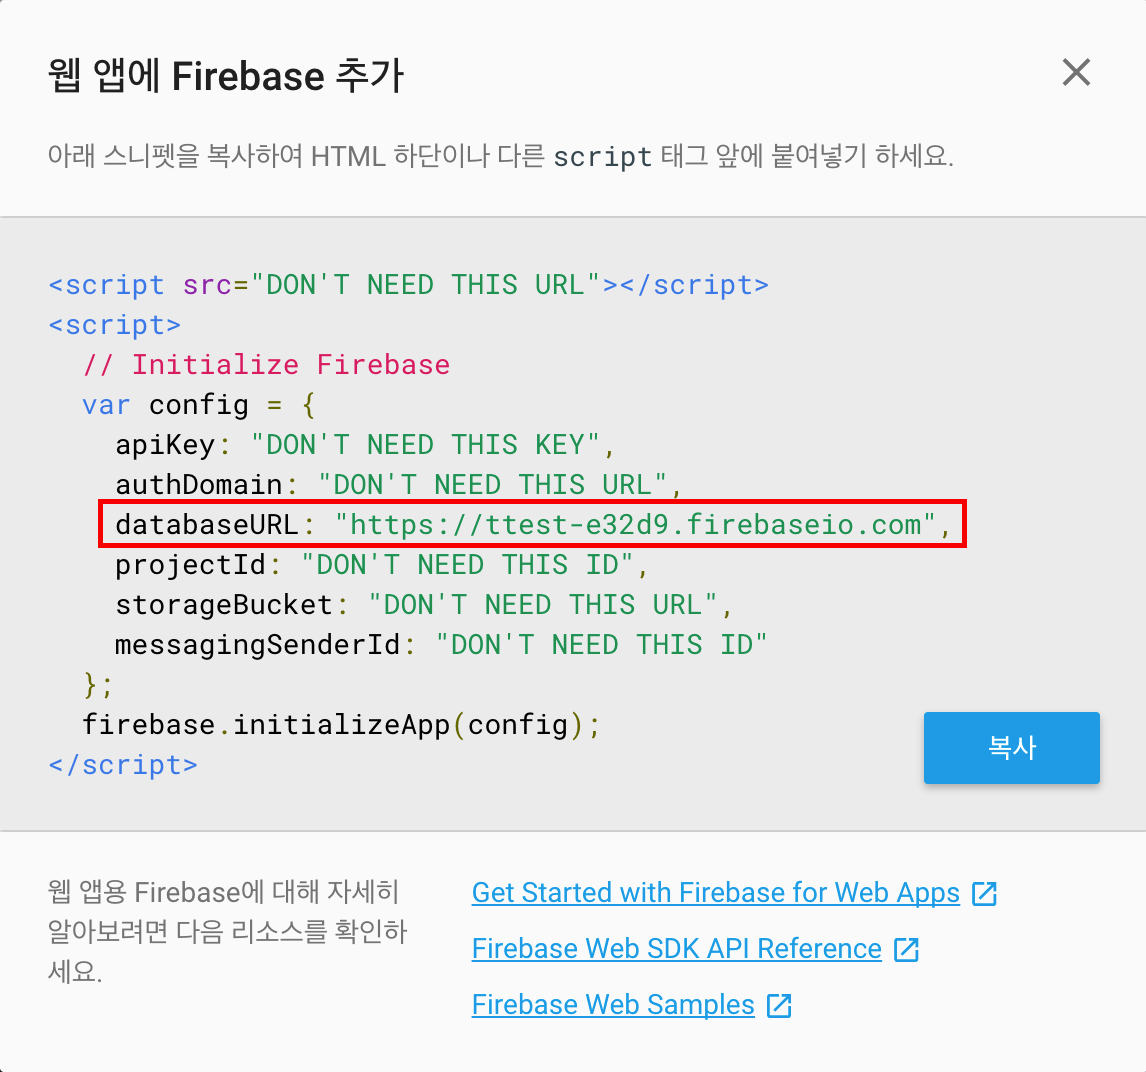 웹 앱에 Firebase 추가
아래 스니펫을 복사하여 HTML 하단이나 다른 script 태그 앞에 붙여넣기 하세요.
<script src="DON'T NEED THIS URL"></script>
<script>
  // Initialize Firebase
  var config = {
    apiKey: "DON'T NEED THIS KEY",
    authDomain: "DON'T NEED THIS URL",
    databaseURL: "https://ttest-e32d9.firebaseio.com",
    projectId: "DON'T NEED THIS ID",
    storageBucket: "DON'T NEED THIS URL",
    messagingSenderId: "DON'T NEED THIS ID"
  };
  firebase.initializeApp(config);
</script>
복사
웹 앱용 Firebase에 대해 자세히
알아보려면 다음 리소스를 확인하
세요.
Get Started with Firebase for Web Apps
Firebase Web SDK API Reference
Firebase Web Samples